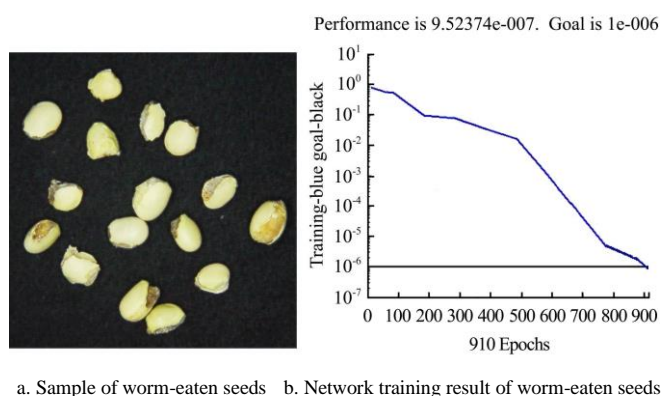 Performance is 9.52374e-007.  Goal is 1e-006
Training-blue goal-black
10¹
10⁰
10⁻¹
10⁻²
10⁻³
10⁻⁴
10⁻⁵
10⁻⁶
10⁻⁷
0 100 200 300 400 500 600 700 800 900
910 Epochs
a. Sample of worm-eaten seeds b. Network training result of worm-eaten seeds